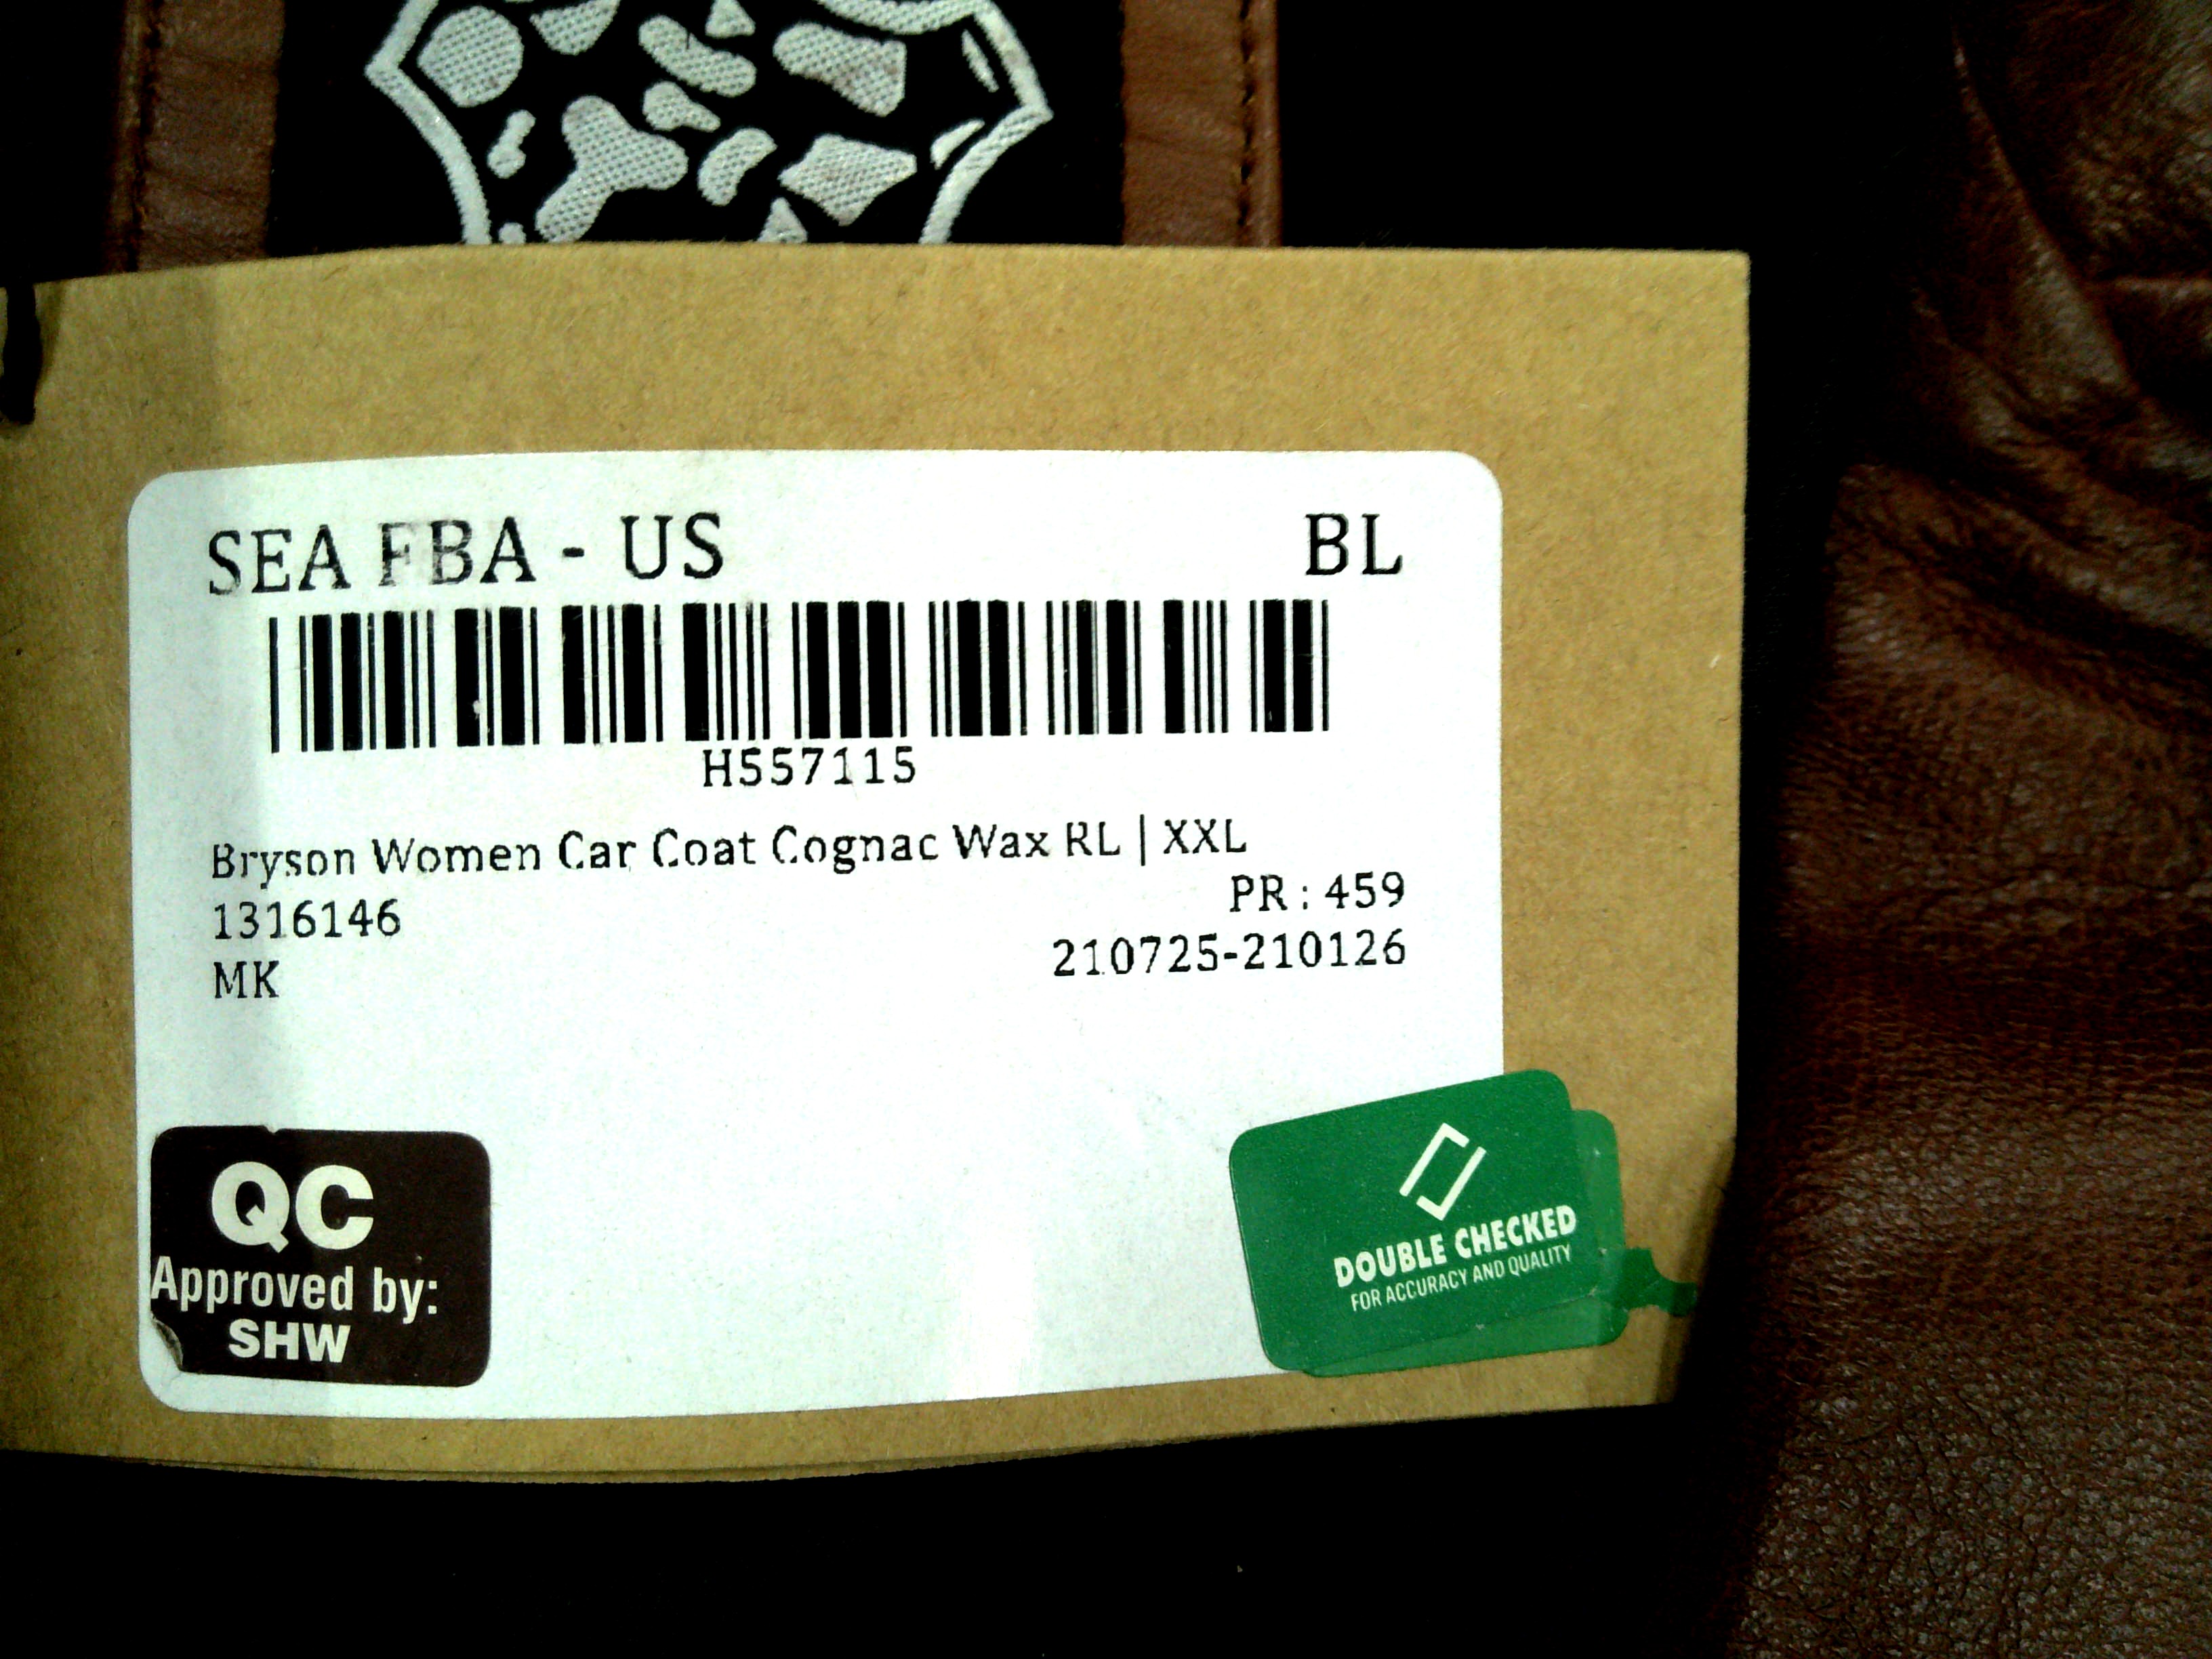 SEA FBA - US BL
H557115
Bryson Women Car Coat Cognac Wax RL | XXL
PR : 459
1316146
210725-210126
MK
QC
Approved by:
SHW
DOUBLE CHECKED
FOR ACCURACY AND QUALITY